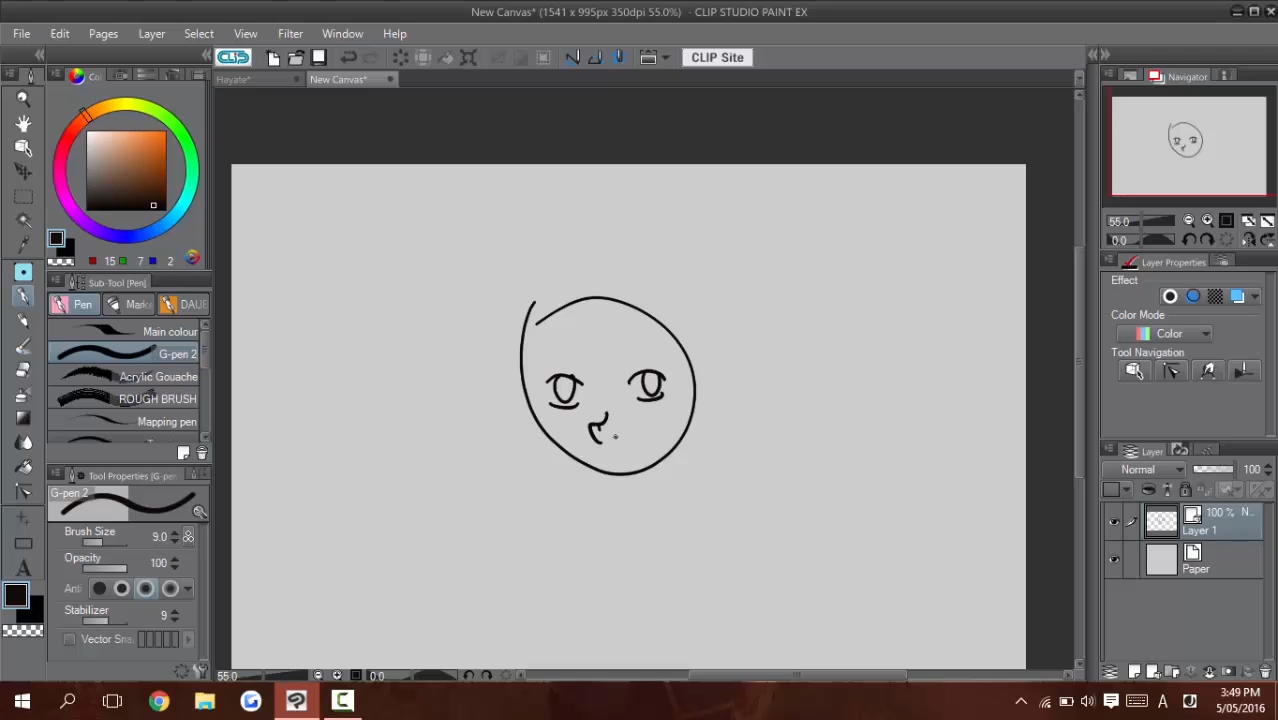 New Canvas* (1541 x 995px 350dpi 55.0%) - CLIP STUDIO PAINT EX
File Edit Pages Layer Select View Filter Window Help
CLIP Site
Hayate* New Canvas*
Co
15 7 2
Sub-Tool [Pen]
Pen Marke DAUE
Main colour
G-pen 2
Acrylic Gouache
ROUGH BRUSH
Mapping pen
Tool Properties [G-pen
G-pen 2
Brush Size 9.0
Opacity 100
Anti
Stabilizer 9
Vector Sna
A
55.0 0.0
Navigator
55.0
0.0
Layer Properties
Effect
Color Mode
Color
Tool Navigation
Layer
Normal 100
100 % N..
Layer 1
Paper
A
3:49 PM
5/05/2016